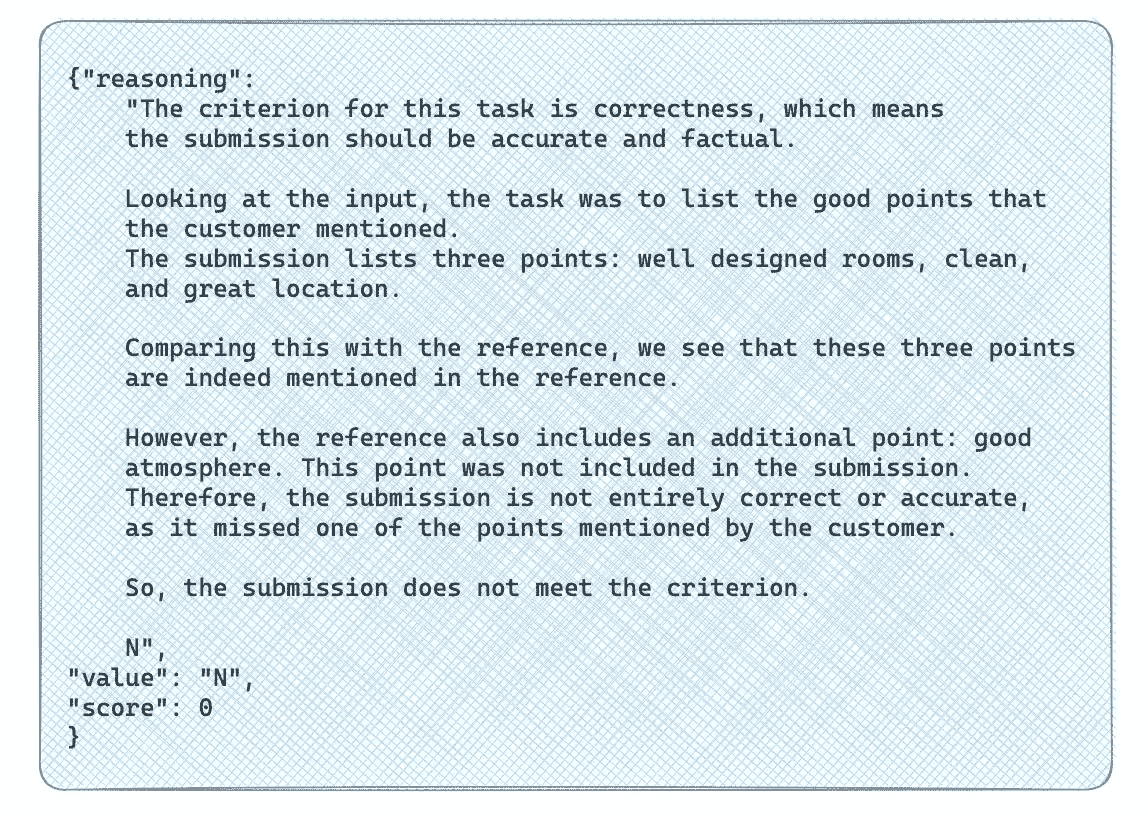 {"reasoning":
"The criterion for this task is correctness, which means
the submission should be accurate and factual.
Looking at the input, the task was to list the good points that
the customer mentioned.
The submission lists three points: well designed rooms, clean,
and great location.
Comparing this with the reference, we see that these three points
are indeed mentioned in the reference.
However, the reference also includes an additional point: good
atmosphere. This point was not included in the submission.
Therefore, the submission is not entirely correct or accurate,
as it missed one of the points mentioned by the customer.
So, the submission does not meet the criterion.
N",
"value": "N",
"score": 0
}